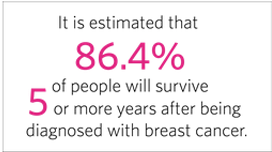 It is estimated that
86.4%
of people will survive
5 or more years after being
diagnosed with breast cancer.